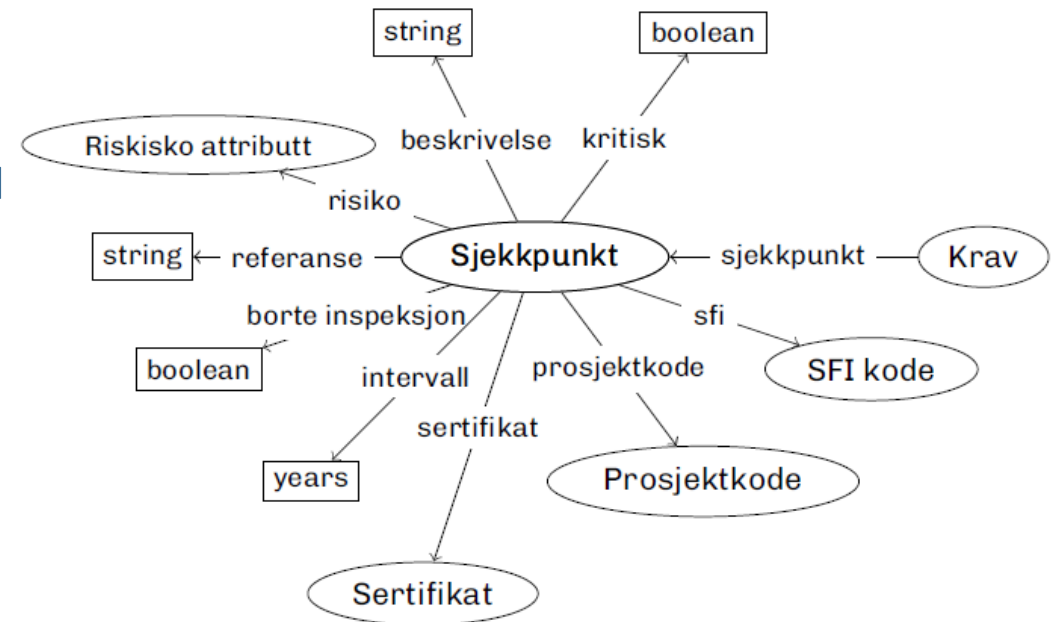 string
boolean
beskrivelse
kritisk
Riskisko attributt
risiko
string
referanse
Sjekkpunkt
sjekkpunkt
Krav
borte inspeksjon
sfi
boolean
intervall
prosjektkode
SFI kode
sertifikat
years
Prosjektkode
Sertifikat